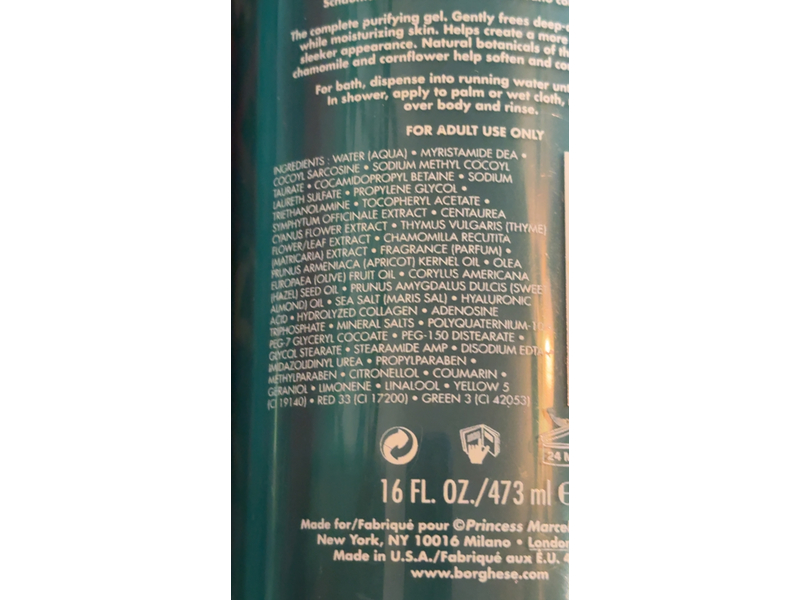 The complete purifying gel. Gently frees deep-
while moisturizing skin. Helps create a more
sleeker appearance. Natural botanicals of
chamomile and cornflower help soften and
For bath, dispense into running water
In shower, apply to palm or wet cloth,
over body and rinse.
FOR ADULT USE ONLY
INGREDIENTS : WATER (AQUA) • MYRISTAMIDE DEA •
COCOYL SARCOSINE • SODIUM METHYL COCOYL
TAURATE • COCAMIDOPROPYL BETAINE • SODIUM
LAURETH SULFATE • PROPYLENE GLYCOL •
TRIETHANOLAMINE • TOCOPHERYL ACETATE •
SYMPHYTUM OFFICINALE EXTRACT • CENTAUREA
CYANUS FLOWER EXTRACT • THYMUS VULGARIS (THYME)
FLOWER/LEAF EXTRACT • CHAMOMILLA RECUTITA
(MATRICARIA) EXTRACT • FRAGRANCE (PARFUM) •
PRUNUS ARMENIACA (APRICOT) KERNEL OIL • OLEA
EUROPAEA (OLIVE) FRUIT OIL • CORYLUS AMERICANA
(HAZEL) SEED OIL • PRUNUS AMYGDALUS DULCIS (SWEE
ALMOND) OIL • SEA SALT (MARIS SAL) • HYALURONIC
ACID • HYDROLYZED COLLAGEN • ADENOSINE
TRIPHOSPHATE • MINERAL SALTS • POLYQUATERNIUM-10
PEG-7 GLYCERYL COCOATE • PEG-150 DISTEARATE •
GLYCOL STEARATE • STEARAMIDE AMP • DISODIUM EDTA
IMIDAZOLIDINYL UREA • PROPYLPARABEN •
METHYLPARABEN • CITRONELLOL • COUMARIN •
GERANIOL • LIMONENE • LINALOOL • YELLOW 5
(CI 19140) • RED 33 (CI 17200) • GREEN 3 (CI 42053)
24 M
16 FL. OZ./473 ml e
Made for/Fabriqué pour ©Princess Marce
New York, NY 10016 Milano • London
Made in U.S.A./Fabriqué aux É.U. 4
www.borghese.com